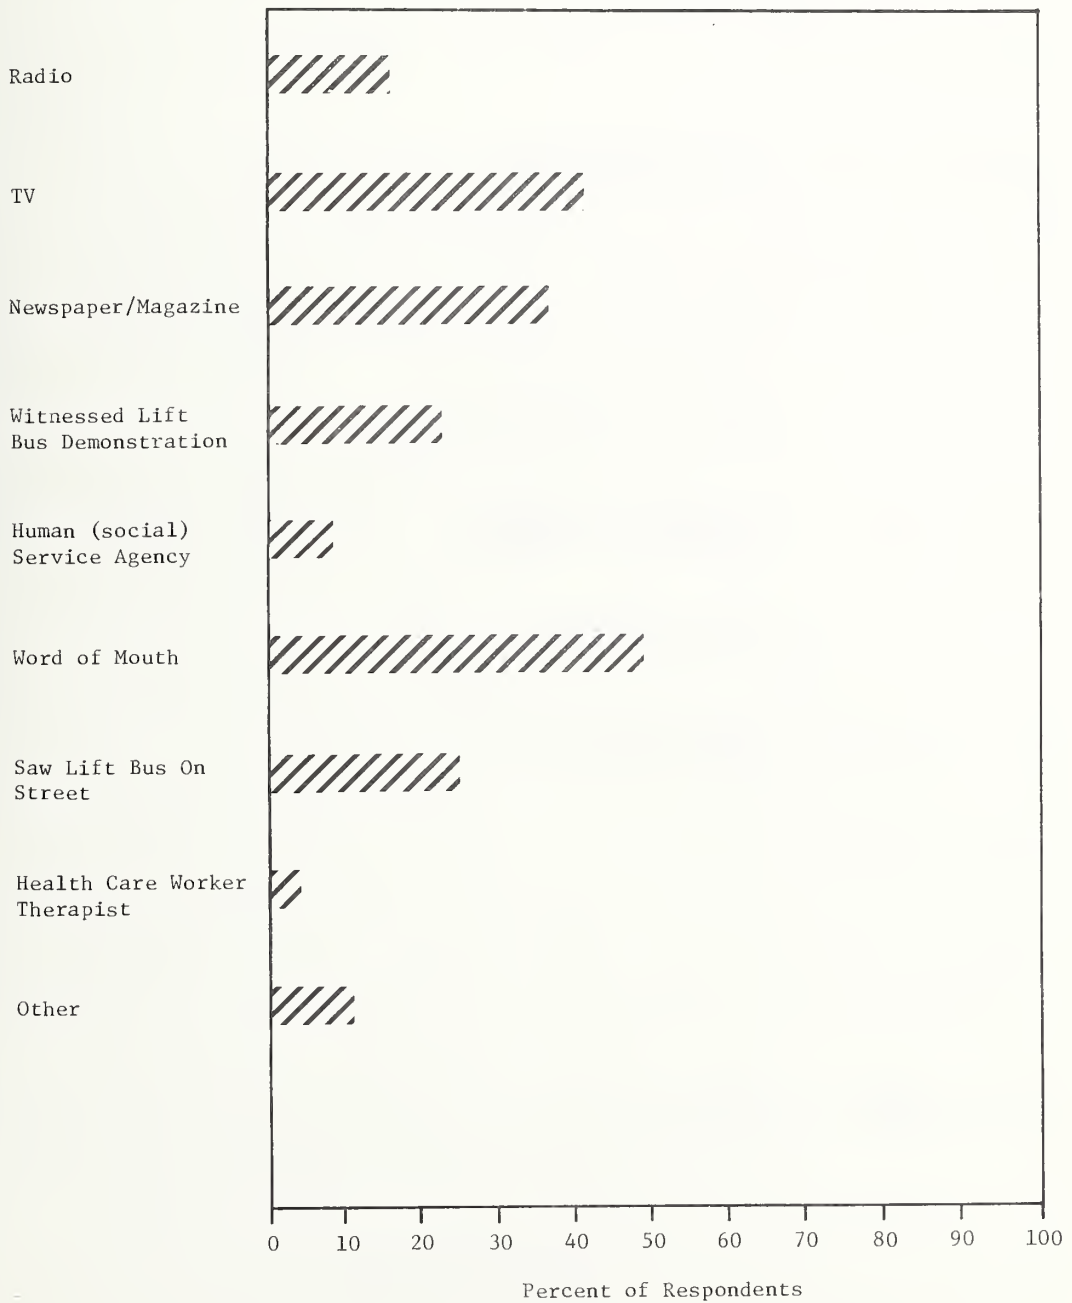 Radio
TV
Newspaper/Magazine
Witnessed Lift
Bus Demonstration
Human (social)
Service Agency
Word of Mouth
Saw Lift Bus On
Street
Health Care Worker
Therapist
Other
0 10 20 30 40 50 60 70 80 90 100
Percent of Respondents